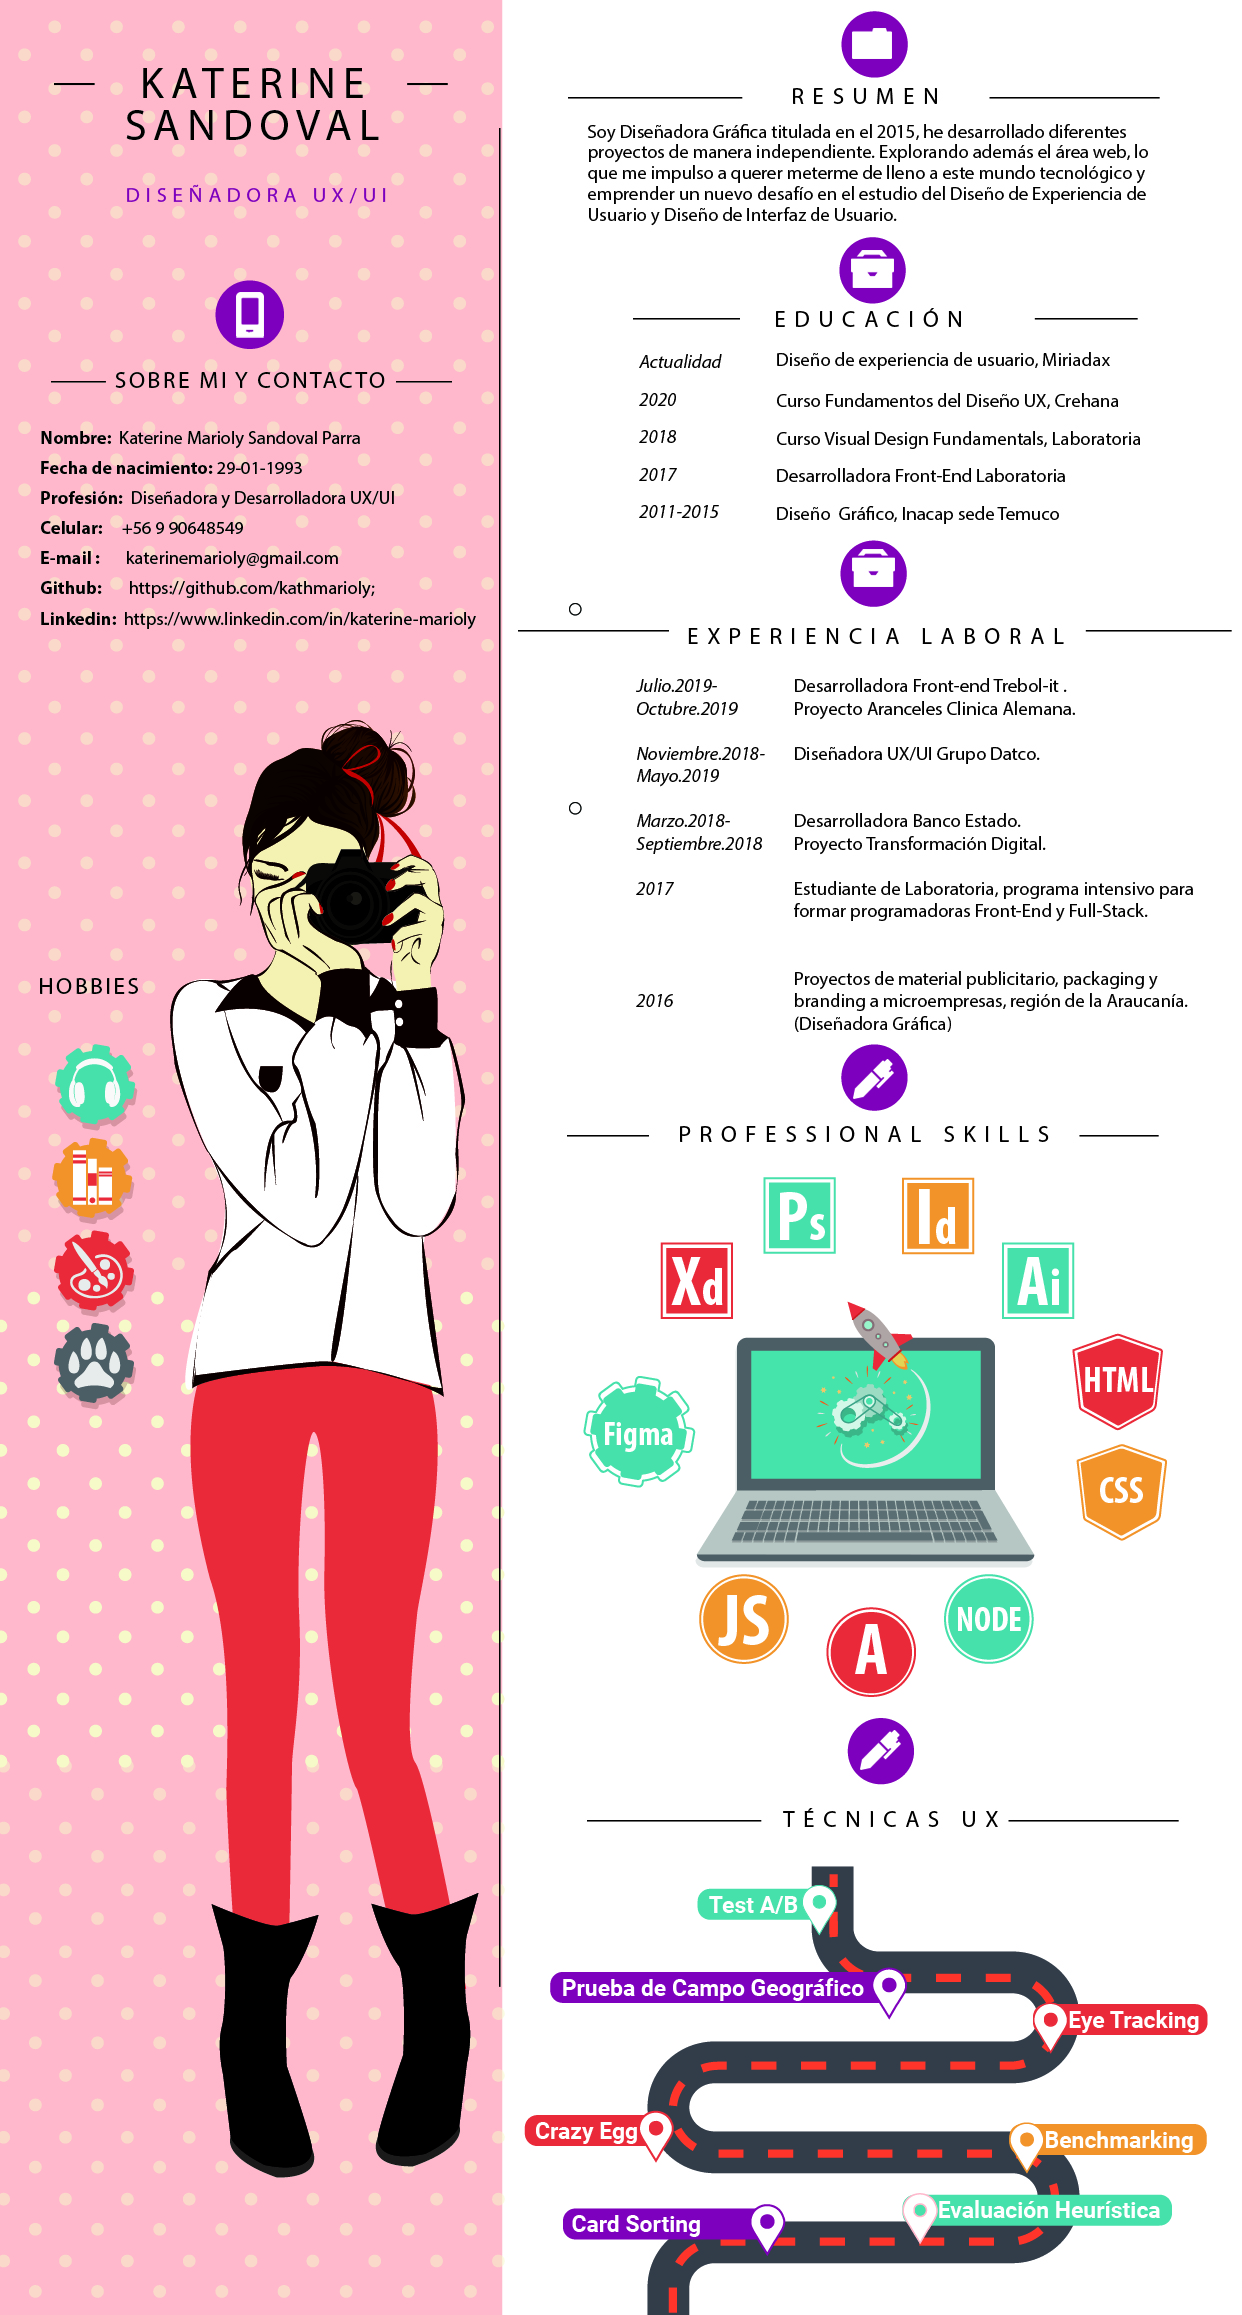 KATERINE
SANDOVAL
DISEÑADORA UX/UI
SOBRE MI Y CONTACTO
Nombre: Katerine Marioly Sandoval Parra
Fecha de nacimiento: 29-01-1993
Profesión: Diseñadora y Desarrolladora UX/UI
Celular: +56 9 90648549
E-mail : katerinemarioly@gmail.com
Github: https://github.com/kathmarioly;
Linkedin: https://www.linkedin.com/in/katerine-marioly
HOBBIES
RESUMEN
Soy Diseñadora Gráfica titulada en el 2015, he desarrollado diferentes
proyectos de manera independiente. Explorando además el área web, lo
que me impulso a querer meterme de lleno a este mundo tecnológico y
emprender un nuevo desafío en el estudio del Diseño de Experiencia de
Usuario y Diseño de Interfaz de Usuario.
EDUCACIÓN
Actualidad Diseño de experiencia de usuario, Miriadax
2020 Curso Fundamentos del Diseño UX, Crehana
2018 Curso Visual Design Fundamentals, Laboratoria
2017 Desarrolladora Front-End Laboratoria
2011-2015 Diseño Gráfico, Inacap sede Temuco
EXPERIENCIA LABORAL
Julio.2019- Desarrolladora Front-end Trebol-it .
Octubre.2019 Proyecto Aranceles Clinica Alemana.
Noviembre.2018- Diseñadora UX/UI Grupo Datco.
Mayo.2019
Marzo.2018- Desarrolladora Banco Estado.
Septiembre.2018 Proyecto Transformación Digital.
2017 Estudiante de Laboratoria, programa intensivo para
formar programadoras Front-End y Full-Stack.
Proyectos de material publicitario, packaging y
2016 branding a microempresas, región de la Araucanía.
(Diseñadora Gráfica)
PROFESSIONAL SKILLS
Ps
Id
Xd
Ai
HTML
Figma
CSS
JS
A
NODE
TÉCNICAS UX
Test A/B
Prueba de Campo Geográfico
Eye Tracking
Crazy Egg
Benchmarking
Evaluación Heurística
Card Sorting